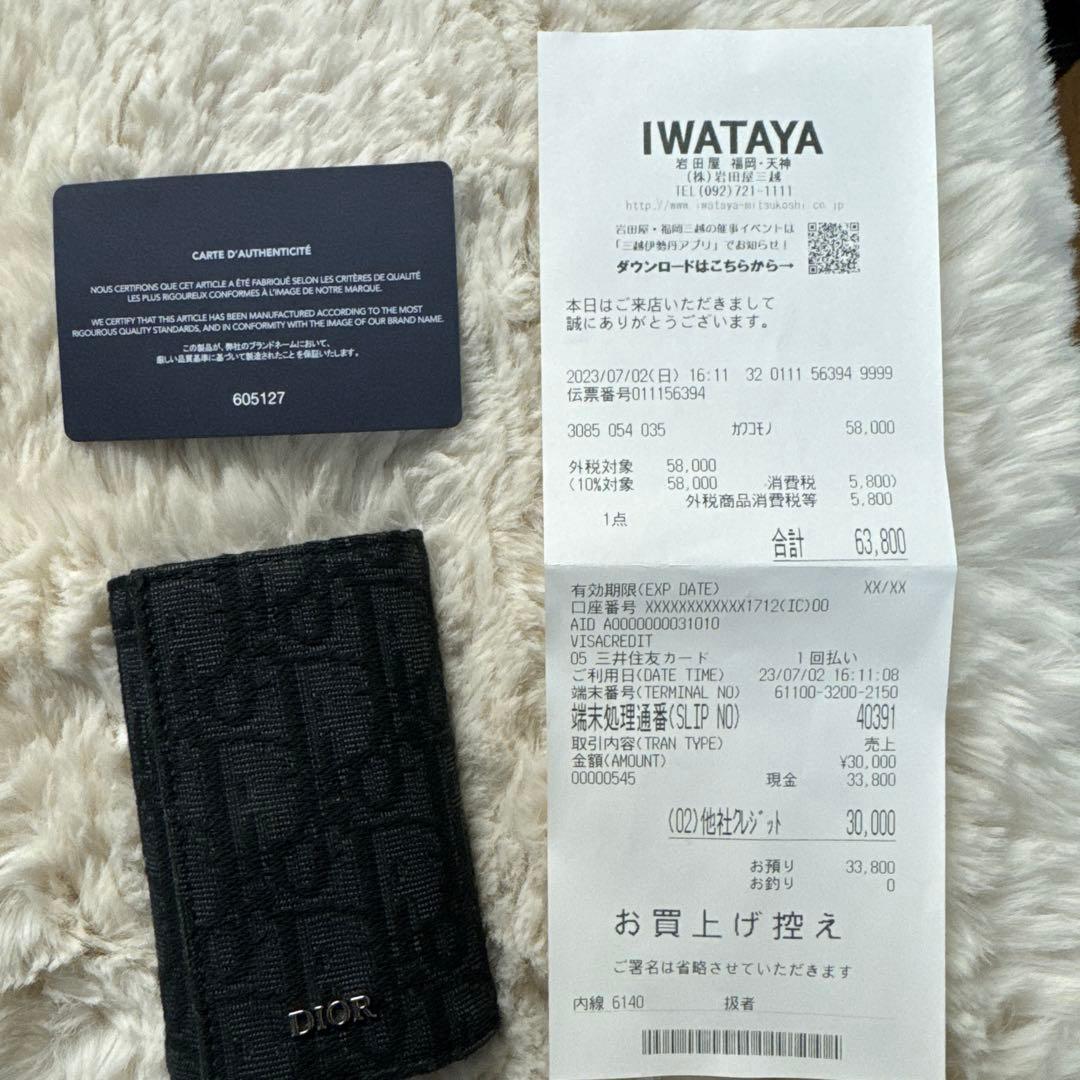 CARTE D'AUTHENTICITÉ
NOUS CERTIFIONS QUE CET ARTICLE A ÉTÉ FABRIQUÉ SELON LES CRITÈRES DE QUALITÉ
LES PLUS RIGOUREUX CONFORMES À L'IMAGE DE NOTRE MARQUE.
WE CERTIFY THAT THIS ARTICLE HAS BEEN MANUFACTURED ACCORDING TO THE MOST
RIGOUROUS QUALITY STANDARDS, AND IN CONFORMITY WITH THE IMAGE OF OUR BRAND NAME.
この製品が、弊社のブランドネームにおいて、
厳しい品質基準に基づいて製造されたことを保証いたします。
605127
DIOR
IWATAYA
岩田屋 福岡・天神
(株)岩田屋三越
TEL(092)721-1111
http://www.iwataya-mitsukoshi.co.jp
岩田屋・福岡三越の催事イベントは
「三越伊勢丹アプリ」でお知らせ!
ダウンロードはこちらから→
本日はご来店いただきまして
誠にありがとうございます。
2023/07/02(日) 16:11 32 0111 56394 9999
伝票番号011156394
3085 054 035 カワコモノ 58,000
外税対象 58,000
(10%対象 58,000 消費税 5,800)
外税商品消費税等 5,800
1点
合計 63,800
有効期限(EXP DATE) XX/XX
口座番号 XXXXXXXXXXXX1712(IC)00
AID A0000000031010
VISACREDIT
05 三井住友カード 1回払い
ご利用日(DATE TIME) 23/07/02 16:11:08
端末番号(TERMINAL NO) 61100-3200-2150
端末処理通番(SLIP NO) 40391
取引内容(TRAN TYPE) 売上
金額(AMOUNT) ¥30,000
00000545 現金 33,800
(02)他社クレジット 30,000
お預り 33,800
お釣り 0
お買上げ控え
ご署名は省略させていただきます
内線 6140 扱者